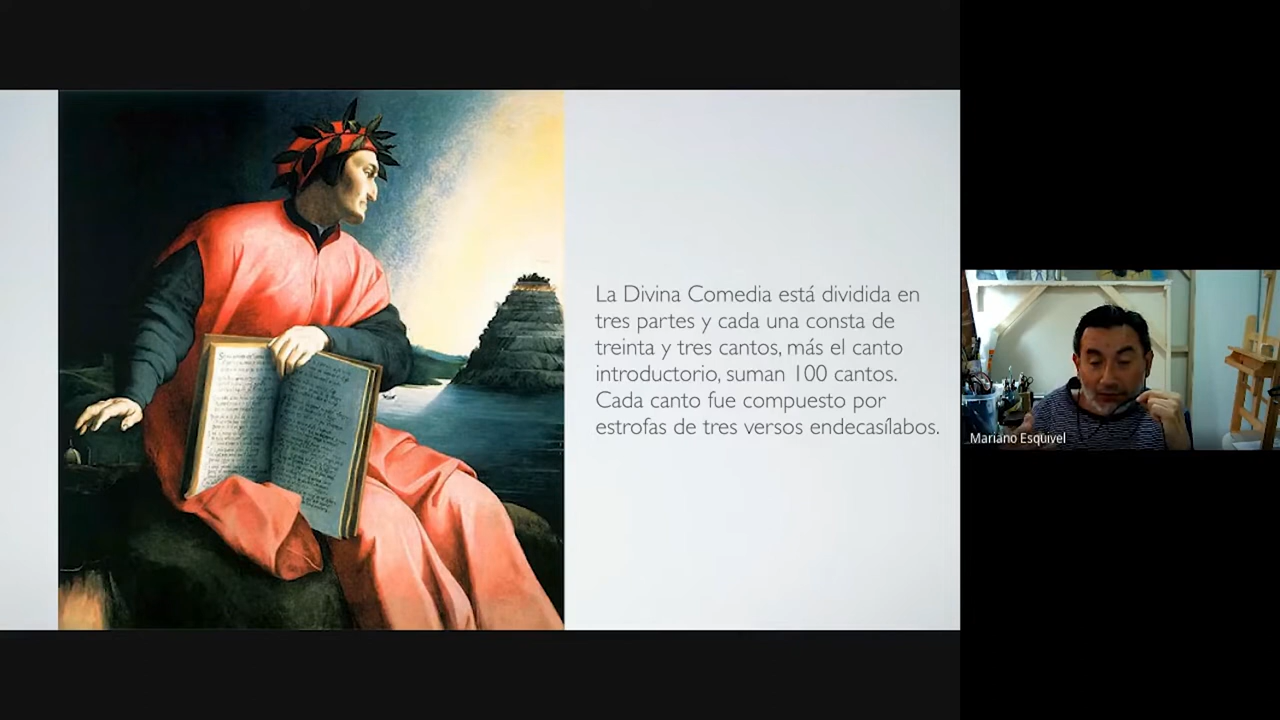 La Divina Comedia está dividida en
tres partes y cada una consta de
treinta y tres cantos, más el canto
introductorio, suman 100 cantos.
Cada canto fue compuesto por
estrofas de tres versos endecasílabos.
Mariano Esquivel